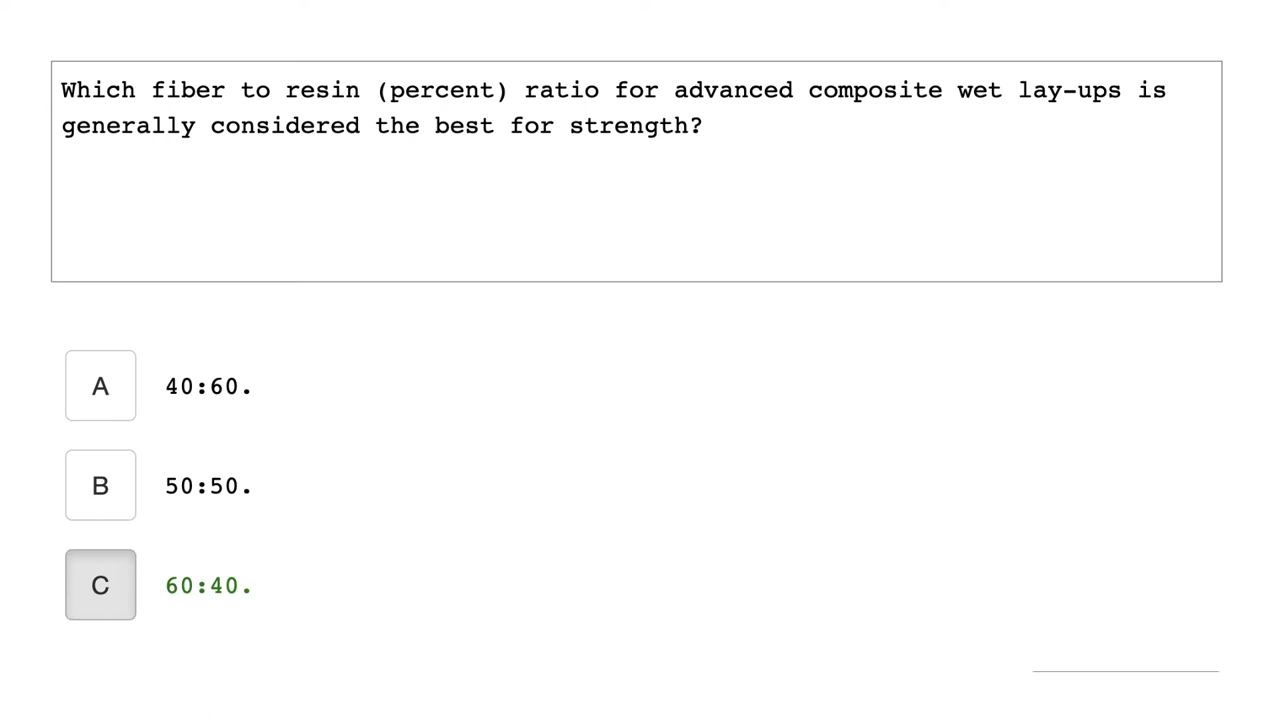 Which fiber to resin (percent) ratio for advanced composite wet lay-ups is
generally considered the best for strength?
A 40:60.
B 50:50.
C 60:40.